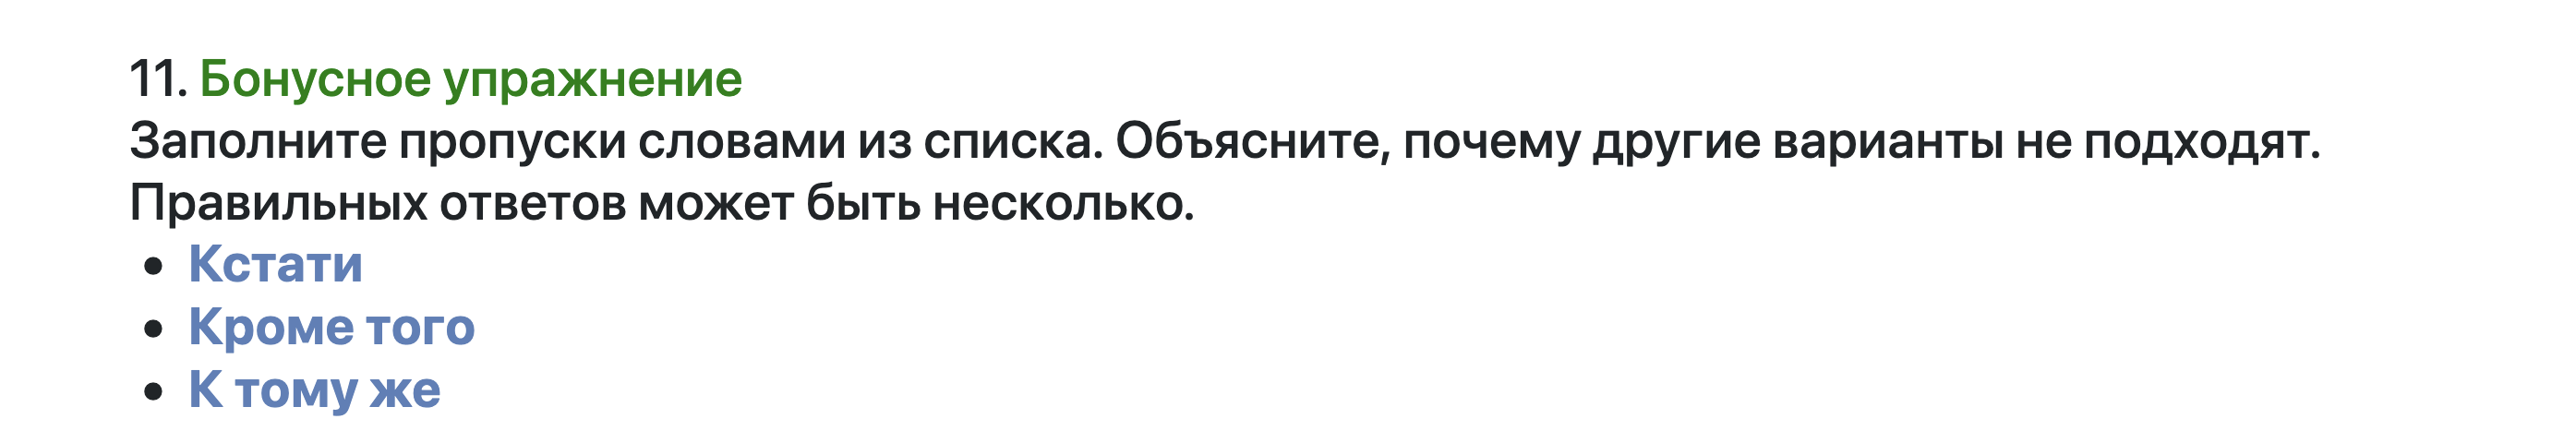 11. Бонусное упражнение
Заполните пропуски словами из списка. Объясните, почему другие варианты не подходят.
Правильных ответов может быть несколько.
• Кстати
• Кроме того
• К тому же